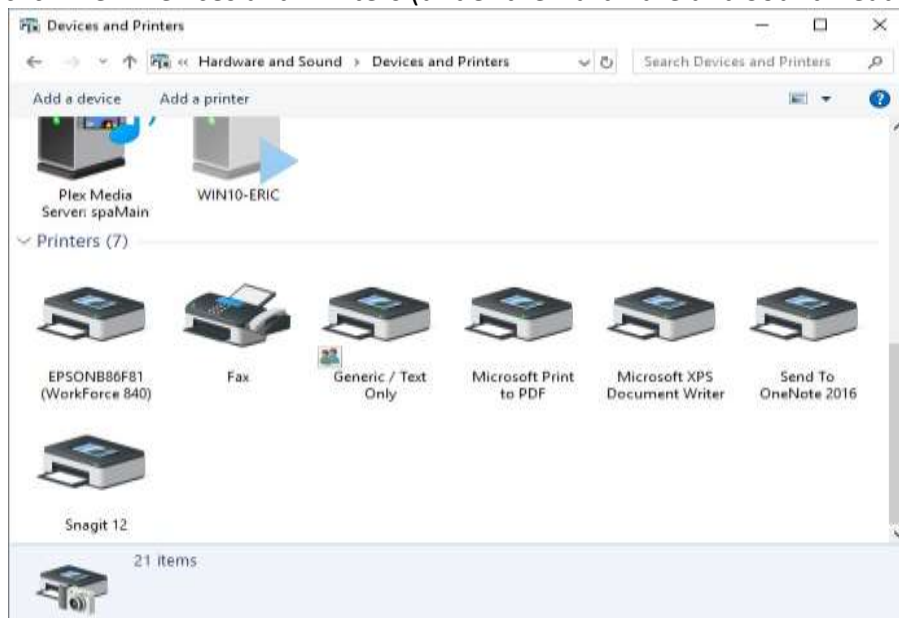 Devices and Printers
« Hardware and Sound › Devices and Printers
Search Devices and Printers
Add a device Add a printer
Plex Media
Server: spaMain
WIN10-ERIC
Printers (7)
EPSONB86F81
(WorkForce 840)
Fax
Generic / Text
Only
Microsoft Print
to PDF
Microsoft XPS
Document Writer
Send To
OneNote 2016
Snagit 12
21 items